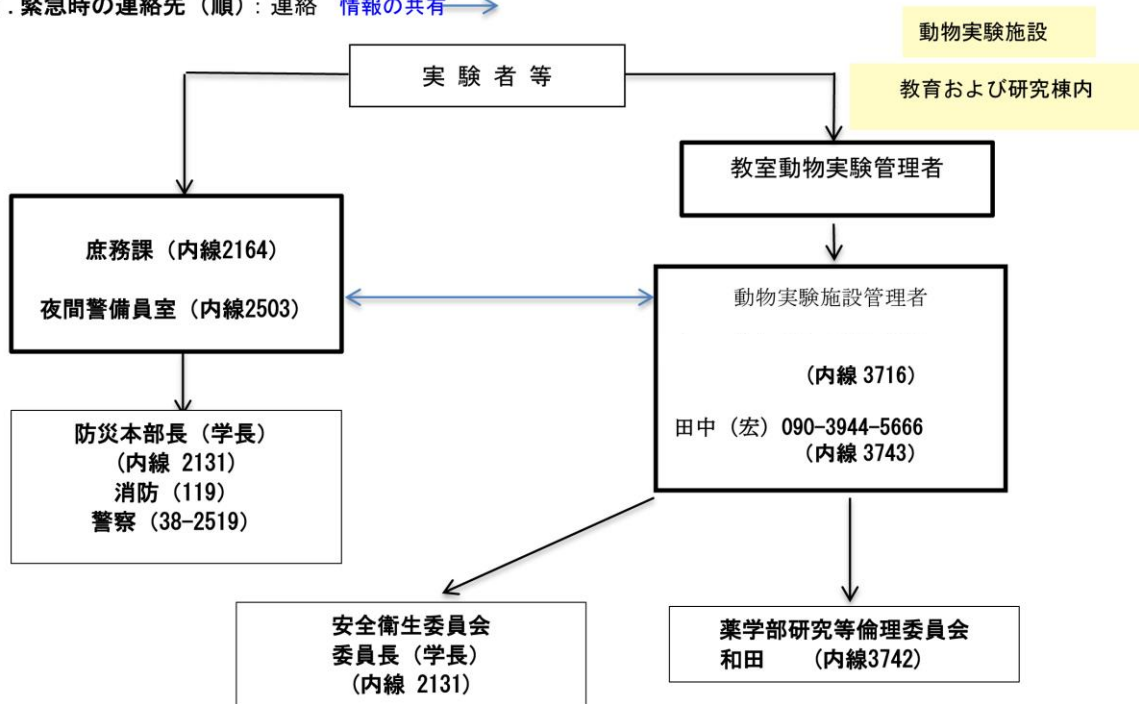 . 緊急時の連絡先（順）: 連絡　情報の共有
動物実験施設
教育および研究棟内
実 験 者 等
教室動物実験管理者
庶務課（内線2164）
夜間警備員室（内線2503）
動物実験施設管理者
（内線 3716）
田中（宏）090-3944-5666
（内線 3743）
防災本部長（学長）
（内線 2131）
消防（119）
警察（38-2519）
安全衛生委員会
委員長（学長）
（内線 2131）
薬学部研究等倫理委員会
和田　　（内線3742）